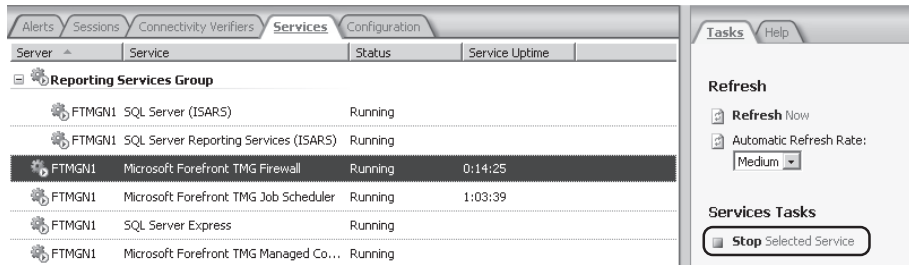 Alerts Sessions Connectivity Verifiers Services Configuration
Server Service Status Service Uptime
Reporting Services Group
FTMGN1 SQL Server (ISARS) Running
FTMGN1 SQL Server Reporting Services (ISARS) Running
FTMGN1 Microsoft Forefront TMG Firewall Running 0:14:25
FTMGN1 Microsoft Forefront TMG Job Scheduler Running 1:03:39
FTMGN1 SQL Server Express Running
FTMGN1 Microsoft Forefront TMG Managed Co... Running
Tasks Help
Refresh
Refresh Now
Automatic Refresh Rate:
Medium
Services Tasks
Stop Selected Service